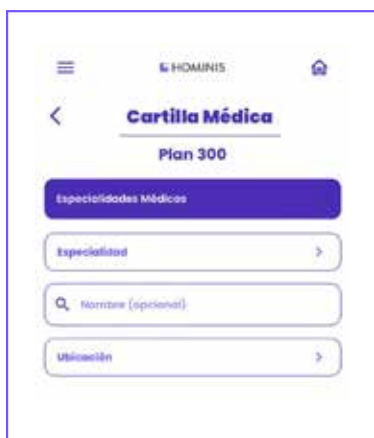 HOMINIS
Cartilla Médica
Plan 300
Especialidades Médicas
Especialidad
Nombre (opcional)
Ubicación